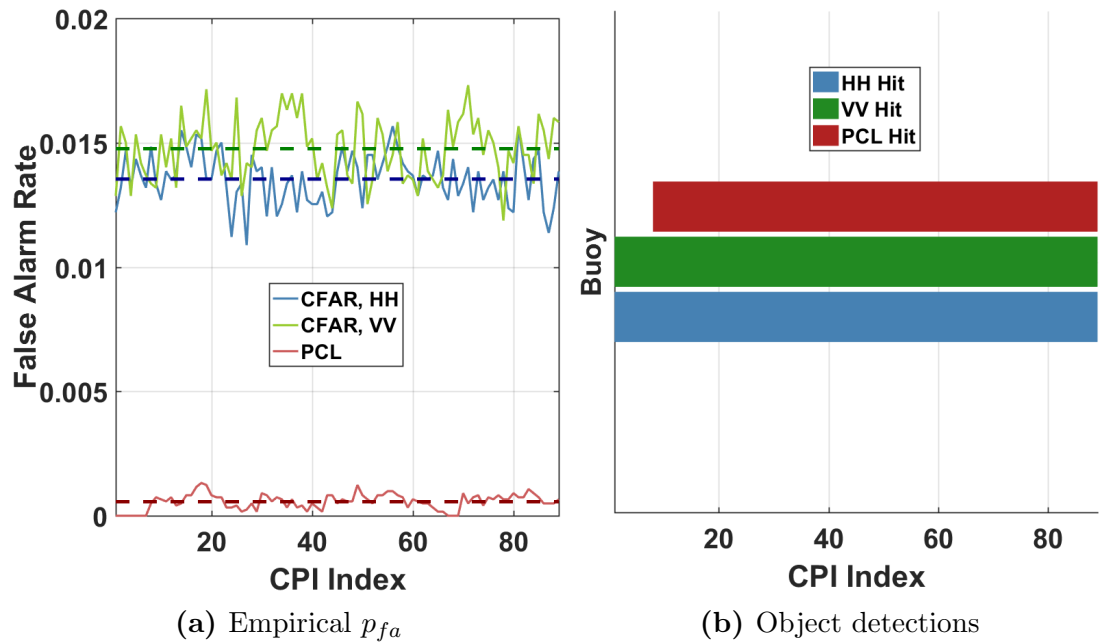 0.02
0.015
0.01
0.005
0
False Alarm Rate
CFAR, HH
CFAR, VV
PCL
20 40 60 80
CPI Index
(a) Empirical p_{fa}
HH Hit
VV Hit
PCL Hit
Buoy
20 40 60 80
CPI Index
(b) Object detections